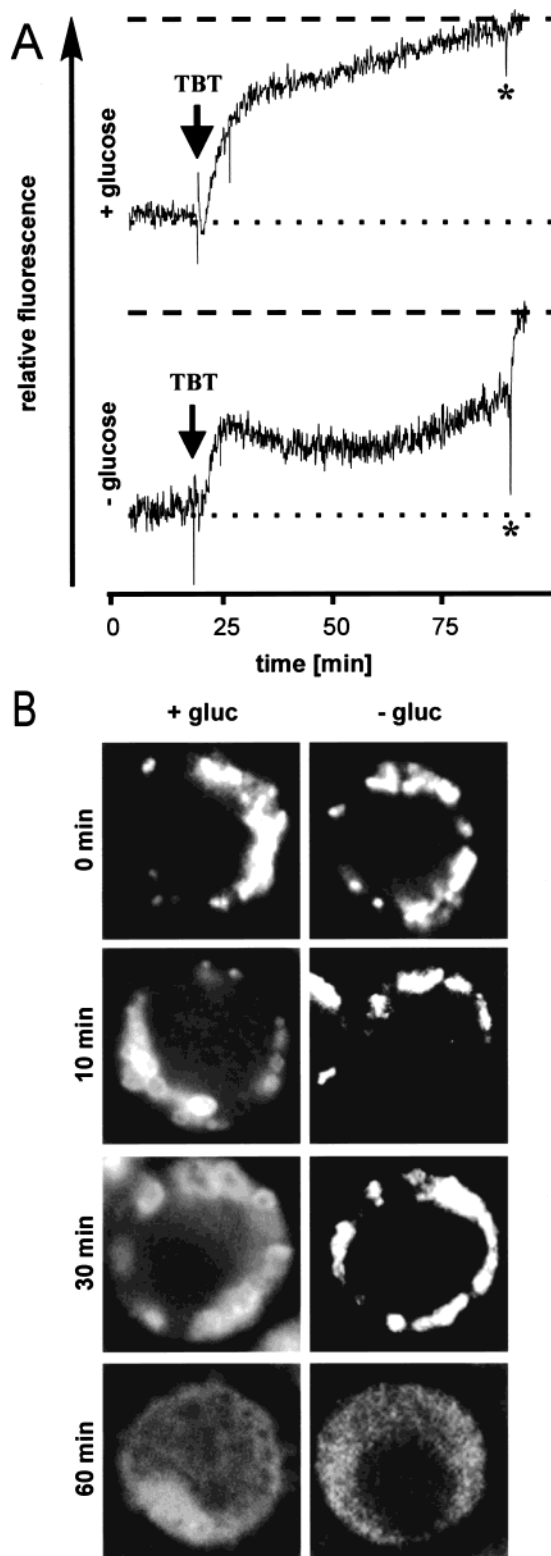 A
relative fluorescence
+ glucose
TBT
*
- glucose
TBT
*
0 25 50 75
time [min]
B
+ gluc - gluc
0 min
10 min
30 min
60 min